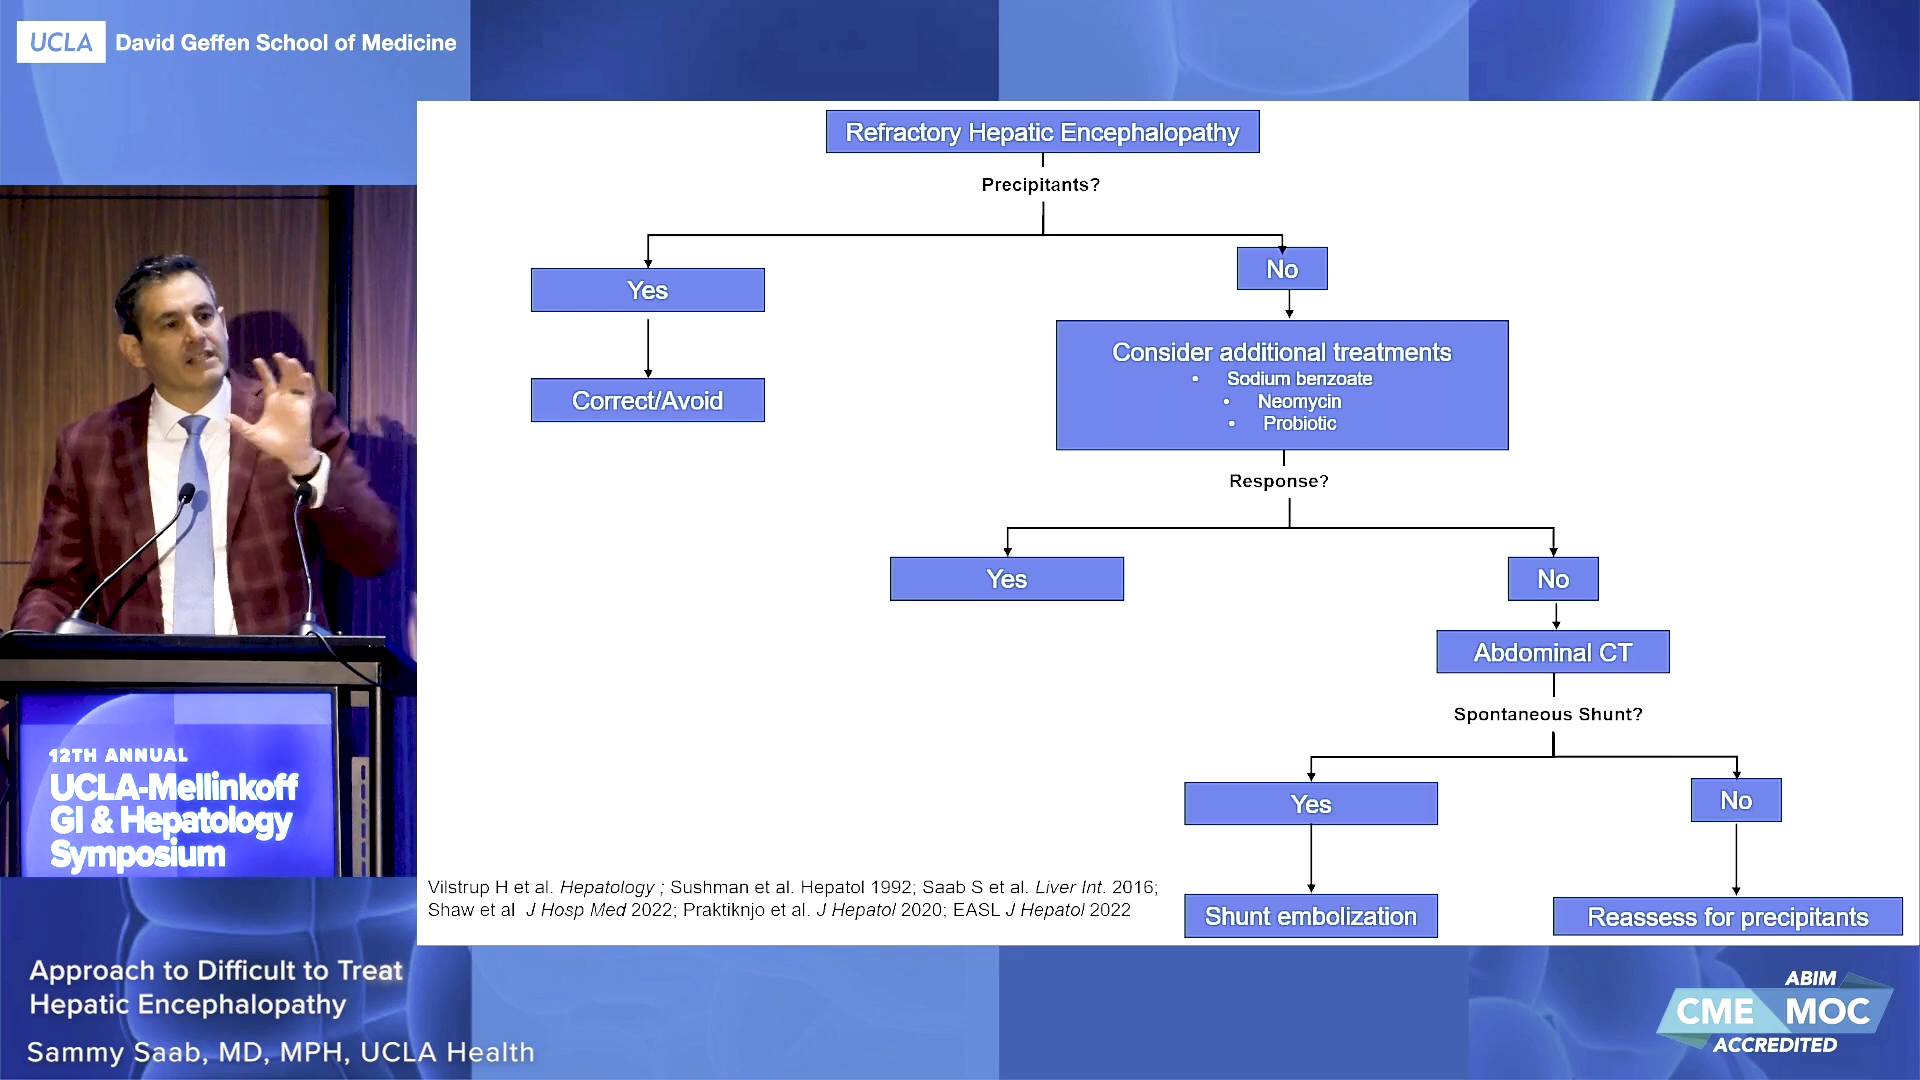 UCLA David Geffen School of Medicine
Refractory Hepatic Encephalopathy
Precipitants?
Yes
No
Correct/Avoid
Consider additional treatments
• Sodium benzoate
• Neomycin
• Probiotic
Response?
Yes
No
Abdominal CT
Spontaneous Shunt?
Yes
No
Shunt embolization
Reassess for precipitants
Vilstrup H et al. Hepatology ; Sushman et al. Hepatol 1992; Saab S et al. Liver Int. 2016;
Shaw et al J Hosp Med 2022; Praktiknjo et al. J Hepatol 2020; EASL J Hepatol 2022
12TH ANNUAL
UCLA-Mellinkoff
GI & Hepatology
Symposium
Approach to Difficult to Treat
Hepatic Encephalopathy
Sammy Saab, MD, MPH, UCLA Health
ABIM
CME MOC
ACCREDITED